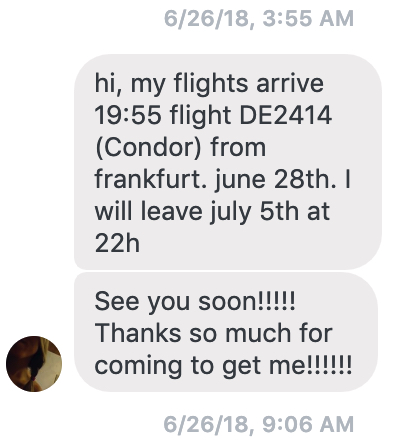 6/26/18, 3:55 AM
hi, my flights arrive
19:55 flight DE2414
(Condor) from
frankfurt. june 28th. I
will leave july 5th at
22h
See you soon!!!!!
Thanks so much for
coming to get me!!!!!!
6/26/18, 9:06 AM